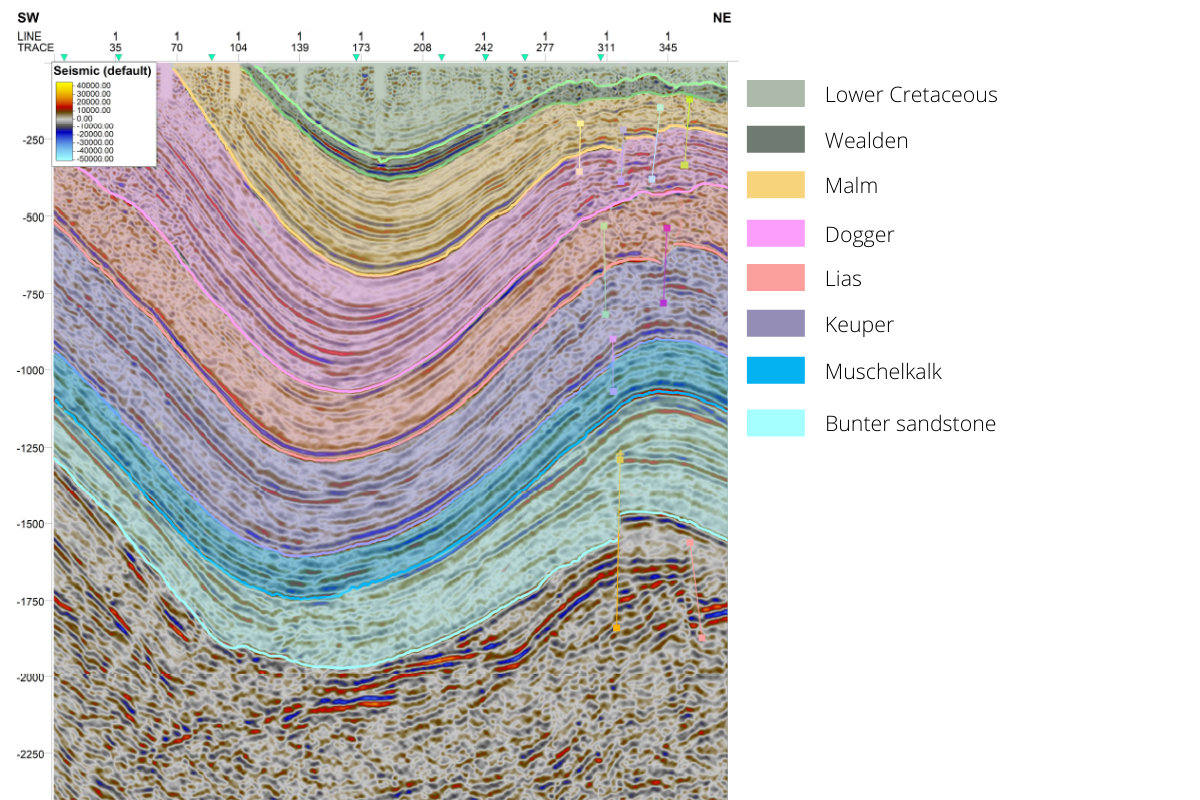 SW NE
LINE 1 1 1 1 1 1 1 1 1 1
TRACE 35 70 104 139 173 208 242 277 311 345
Seismic (default)
40000.00
30000.00
20000.00
10000.00
0.00
-10000.00
-20000.00
-30000.00
-40000.00
-50000.00
-250
-500
-750
-1000
-1250
-1500
-1750
-2000
-2250
Lower Cretaceous
Wealden
Malm
Dogger
Lias
Keuper
Muschelkalk
Bunter sandstone